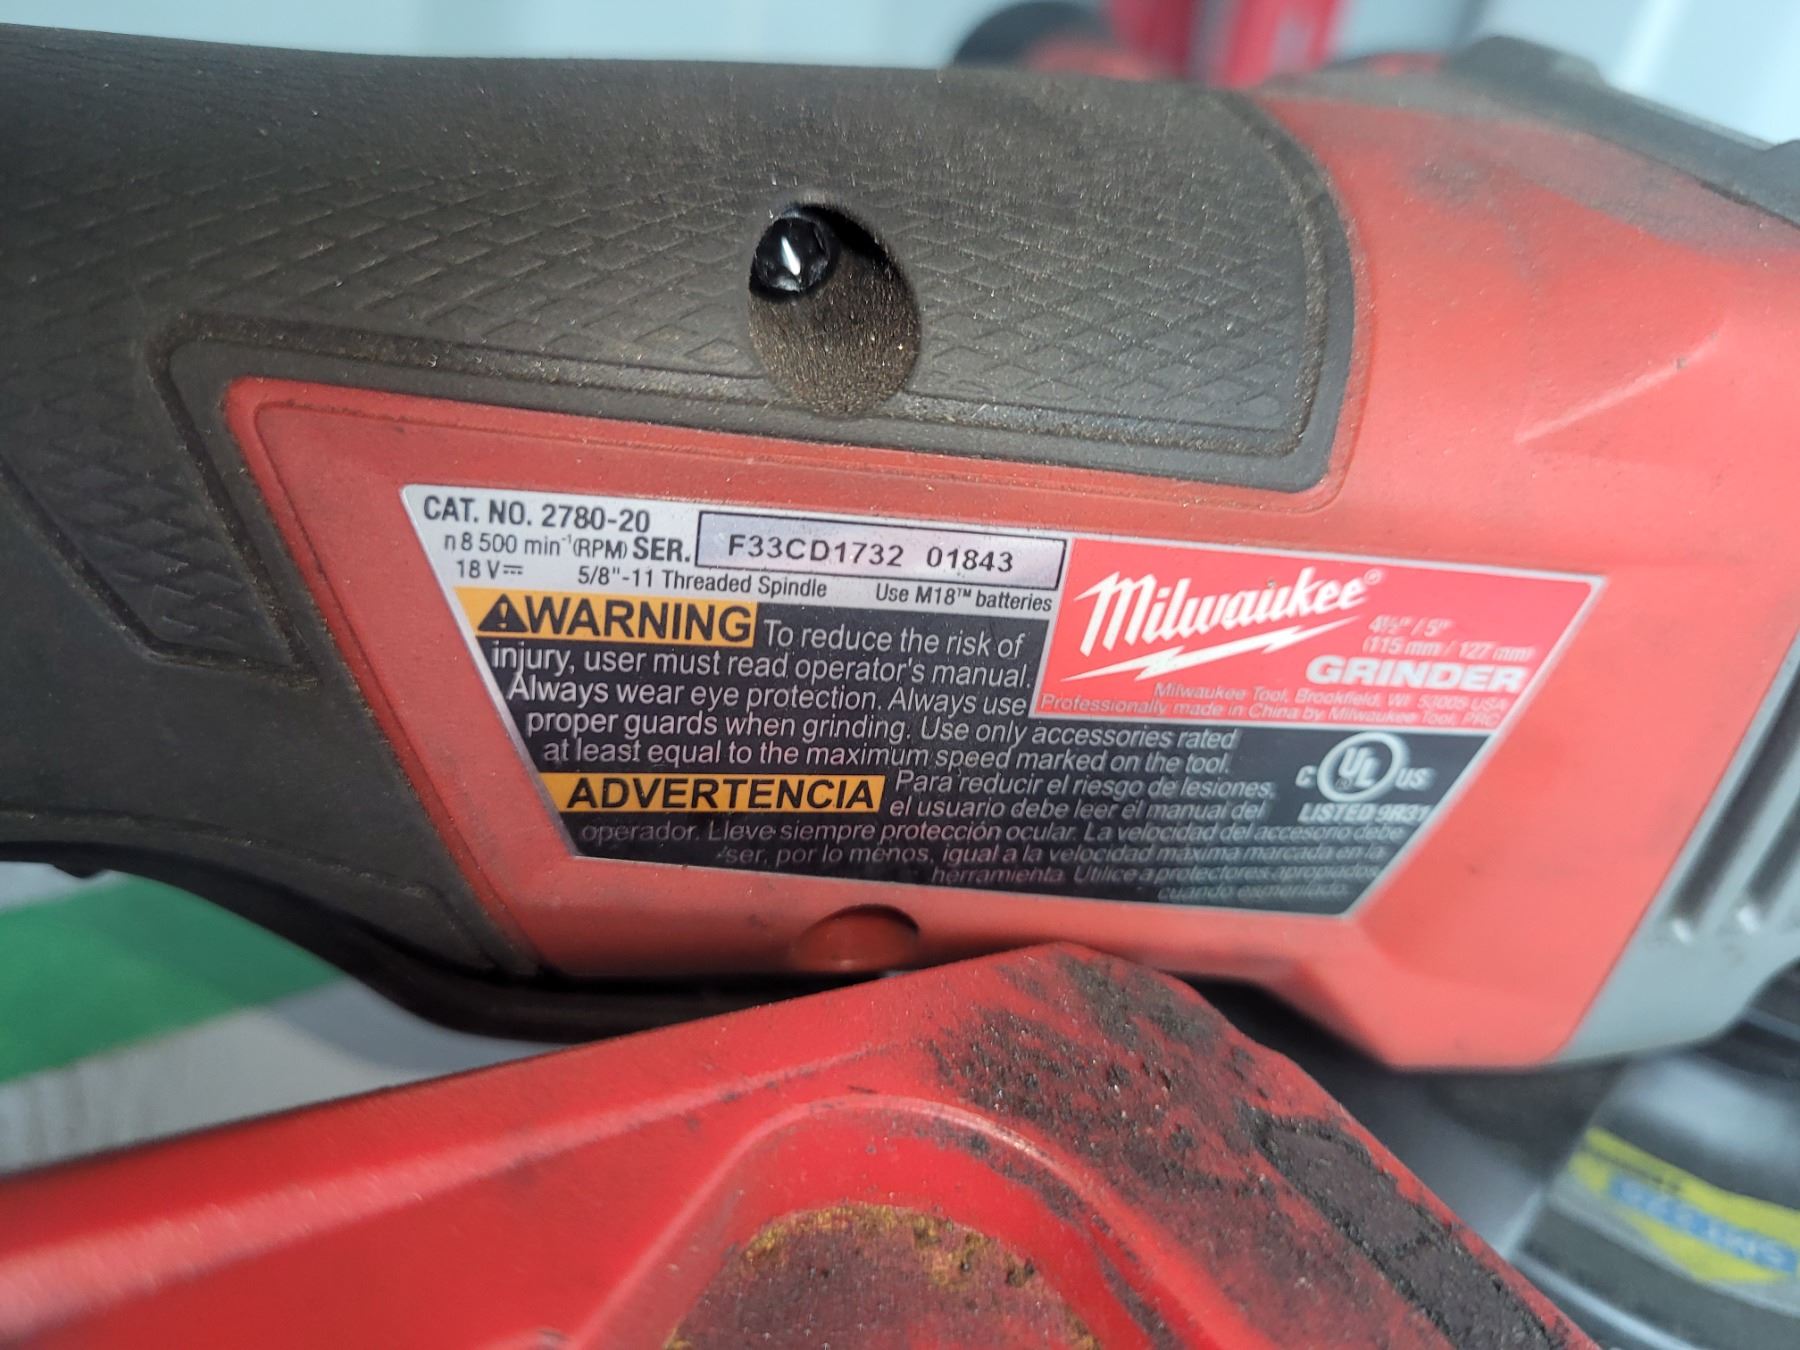 CAT. NO. 2780-20
n 8 500 min⁻¹ (RPM) SER. F33CD1732 01843
18 V⎓ 5/8"-11 Threaded Spindle Use M18™ batteries
⚠WARNING To reduce the risk of
injury, user must read operator's manual.
Always wear eye protection. Always use
proper guards when grinding. Use only accessories rated
at least equal to the maximum speed marked on the tool.
ADVERTENCIA Para reducir el riesgo de lesiones,
el usuario debe leer el manual del
operador. Lleve siempre protección ocular. La velocidad del accesorio debe
ser, por lo menos, igual a la velocidad máxima marcada en la
herramienta. Utilice a protectores apropiados
cuando esmerilado.
Milwaukee®
4½" / 5"
(115 mm / 127 mm)
GRINDER
Milwaukee Tool, Brookfield, WI 53005 USA
Professionally made in China by Milwaukee Tool, PRC
C UL US
LISTED 9R31